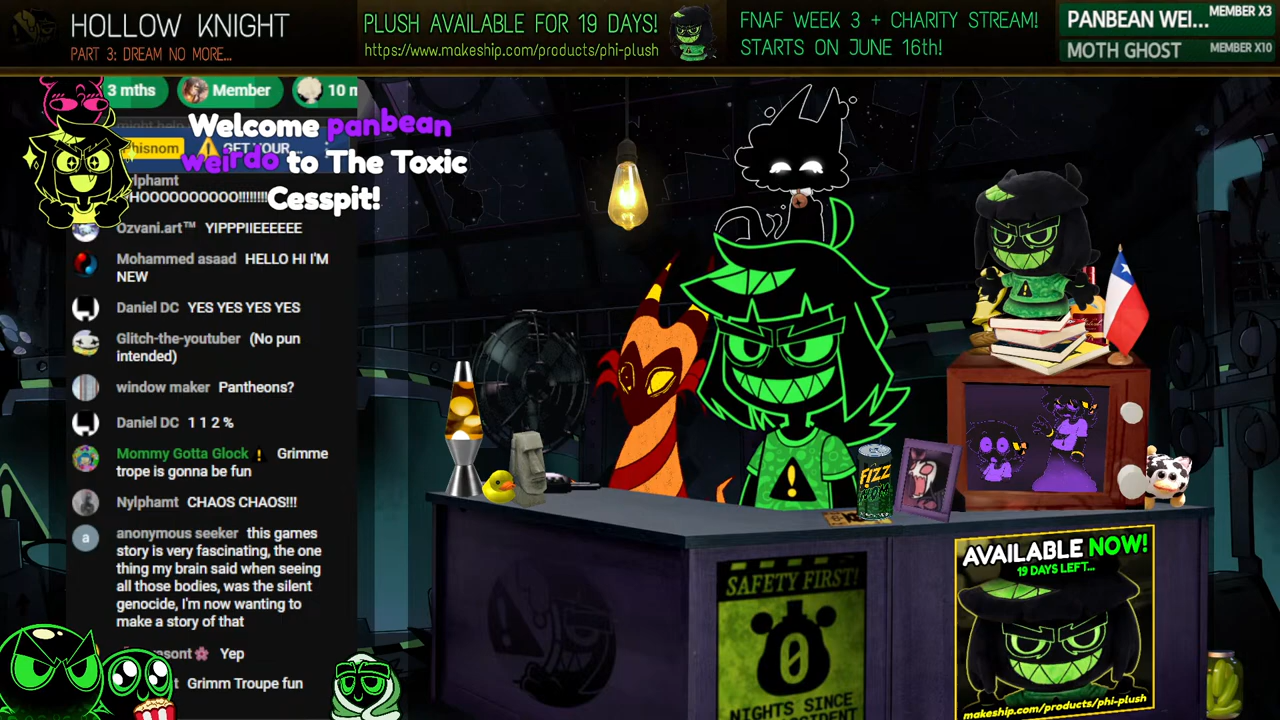 HOLLOW KNIGHT
PART 3: DREAM NO MORE...
PLUSH AVAILABLE FOR 19 DAYS!
https://www.makeship.com/products/phi-plush
FNAF WEEK 3 + CHARITY STREAM!
STARTS ON JUNE 16th!
PANBEAN WEI... MEMBER X3
MOTH GHOST MEMBER X10
3 mths
Member
10 m
Welcome panbean
weirdo to The Toxic
Cesspit!
GET YOUR...
Ozvani.art™ YIPPPIIEEEEEE
Mohammed asaad HELLO HI I'M
NEW
Daniel DC YES YES YES YES
Glitch-the-youtuber (No pun
intended)
window maker Pantheons?
Daniel DC 1 1 2 %
Mommy Gotta Glock Grimme
trope is gonna be fun
Nylphamt CHAOS CHAOS!!!
anonymous seeker this games
story is very fascinating, the one
thing my brain said when seeing
all those bodies, was the silent
genocide, I'm now wanting to
make a story of that
Yep
Grimm Troupe fun
FIZZ
SAFETY FIRST!
0
NIGHTS SINCE
AVAILABLE NOW!
19 DAYS LEFT...
makeship.com/products/phi-plush